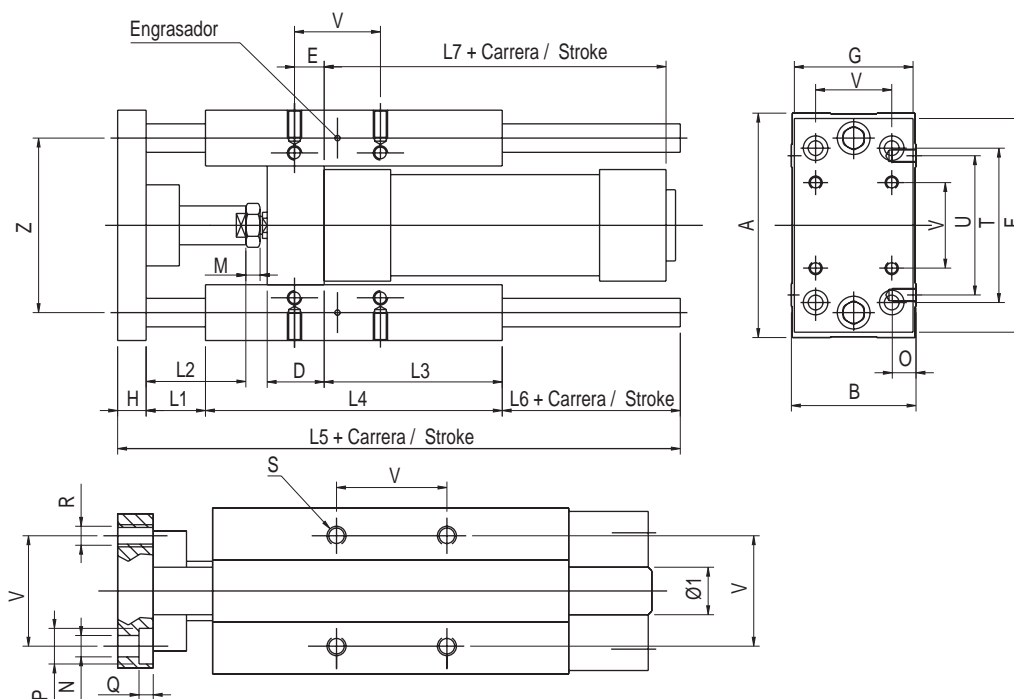 Engrasador
V
E
L7 + Carrera / Stroke
G
V
Z
A
V
U
T
F
M
L2
D
L3
O
H
L1
L4
L6 + Carrera / Stroke
B
L5 + Carrera / Stroke
S
V
R
V
Ø1
V
P
N
Q